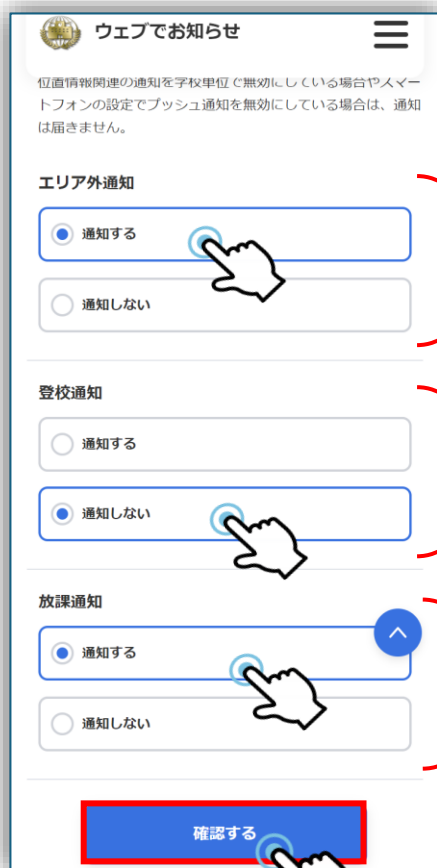 ウェブでお知らせ
位置情報関連の通知を学校単位で無効にしている場合やスマー
トフォンの設定でプッシュ通知を無効にしている場合は、通知
は届きません。
エリア外通知
通知する
通知しない
登校通知
通知する
通知しない
放課通知
通知する
通知しない
確認する